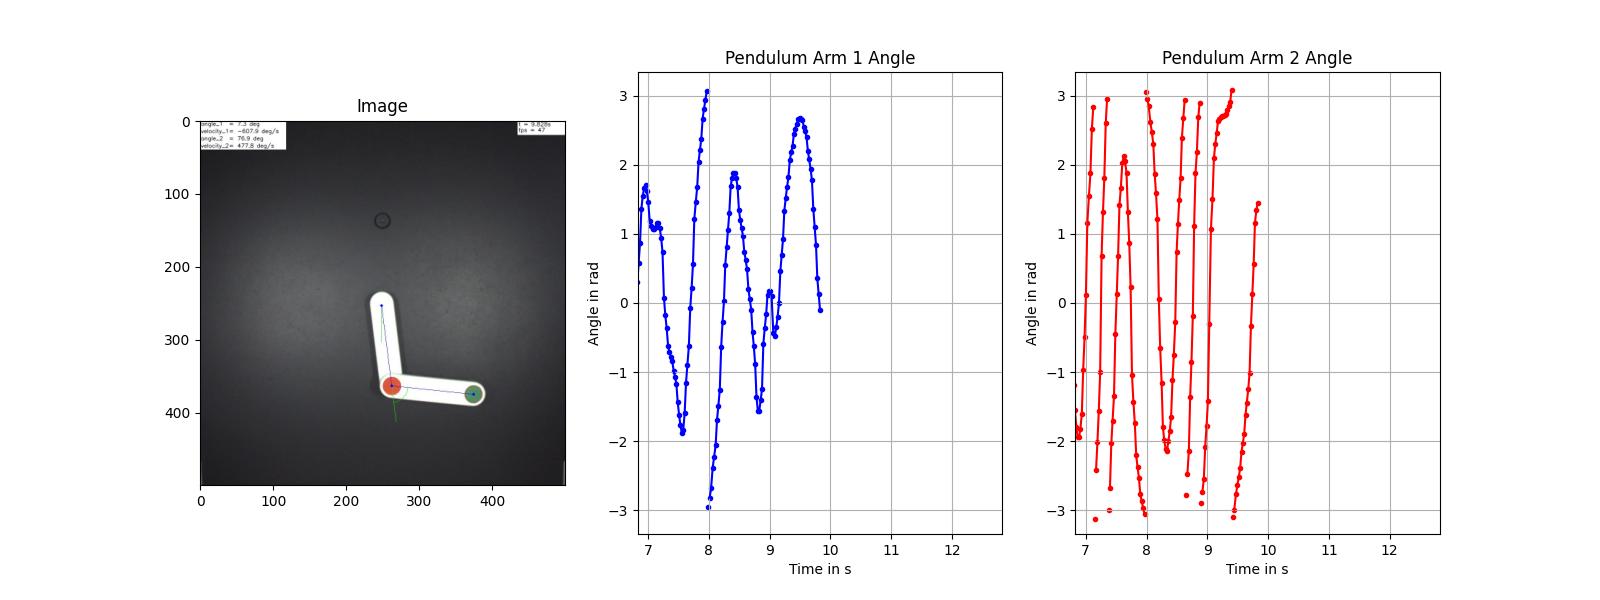 Image
angle_1 = 7.3 deg
velocity_1= -607.9 deg/s
angle_2 = 76.9 deg
velocity_2= 477.8 deg/s
t = 9.828s
fps = 47
0
100
200
300
400
0 100 200 300 400
Pendulum Arm 1 Angle
Angle in rad
3
2
1
0
−1
−2
−3
7 8 9 10 11 12
Time in s
Pendulum Arm 2 Angle
Angle in rad
3
2
1
0
−1
−2
−3
7 8 9 10 11 12
Time in s